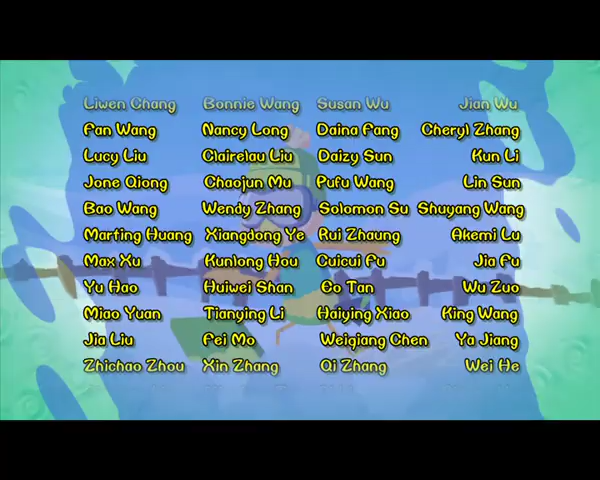 Liwen Chang Bonnie Wang Susan Wu Jian Wu
Fan Wang Nancy Long Daina Fang Cheryl Zhang
Lucy Liu Clairelau Liu Daizy Sun Kun Li
Jone Qiong Chaojun Mu Pufu Wang Lin Sun
Bao Wang Wendy Zhang Solomon Su Shuyang Wang
Marting Huang Xiangdong Ye Rui Zhaung Akemi Lu
Max Xu Kunlong Hou Cuicui Fu Jia Fu
Yu Hao Huiwei Shan Eo Tan Wu Zuo
Miao Yuan Tianying Li Haiying Xiao King Wang
Jia Liu Fei Mo Weiqiang Chen Ya Jiang
Zhichao Zhou Xin Zhang Qi Zhang Wei He